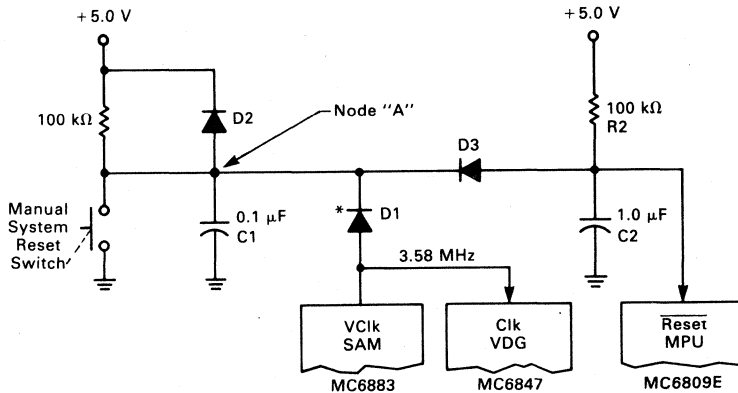 +5.0 V
+5.0 V
100 kΩ
D2
Node "A"
100 kΩ
R2
D3
Manual
System
Reset
Switch
0.1 µF
C1
*
D1
1.0 µF
C2
3.58 MHz
VClk
SAM
Clk
VDG
Reset
MPU
MC6883
MC6847
MC6809E